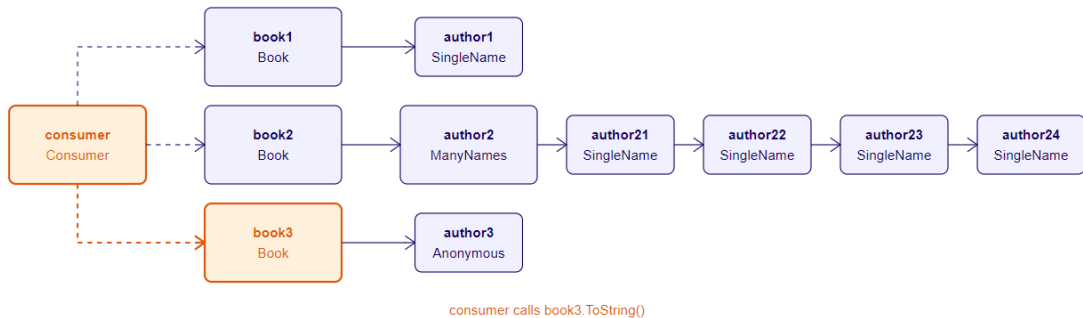 book1
Book
author1
SingleName
consumer
Consumer
book2
Book
author2
ManyNames
author21
SingleName
author22
SingleName
author23
SingleName
author24
SingleName
book3
Book
author3
Anonymous
consumer calls book3.ToString()